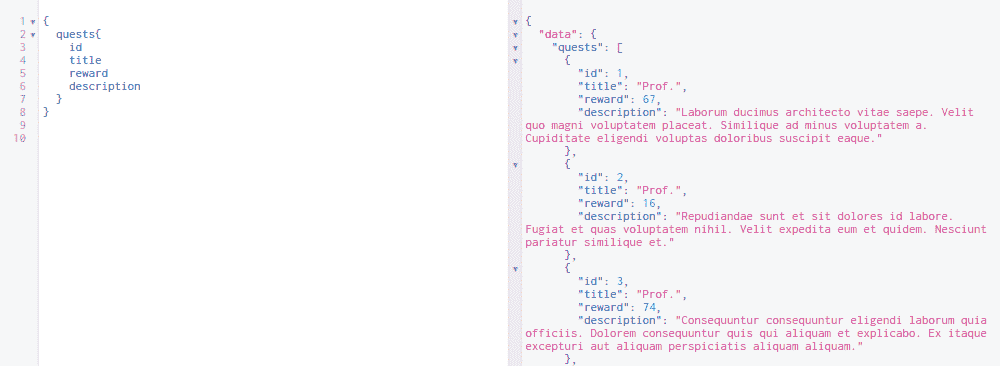 1 {
2 quests{
3 id
4 title
5 reward
6 description
7 }
8 }
9
10
{
"data": {
"quests": [
{
"id": 1,
"title": "Prof.",
"reward": 67,
"description": "Laborum ducimus architecto vitae saepe. Velit
quo magni voluptatem placeat. Similique ad minus voluptatem a.
Cupiditate eligendi voluptas doloribus suscipit eaque."
},
{
"id": 2,
"title": "Prof.",
"reward": 16,
"description": "Repudiandae sunt et sit dolores id labore.
Fugiat et quas voluptatem nihil. Velit expedita eum et quidem. Nesciunt
pariatur similique et."
},
{
"id": 3,
"title": "Prof.",
"reward": 74,
"description": "Consequuntur consequuntur eligendi laborum quia
officiis. Dolorem consequuntur quis qui aliquam et explicabo. Ex itaque
excepturi aut aliquam perspiciatis aliquam aliquam."
},